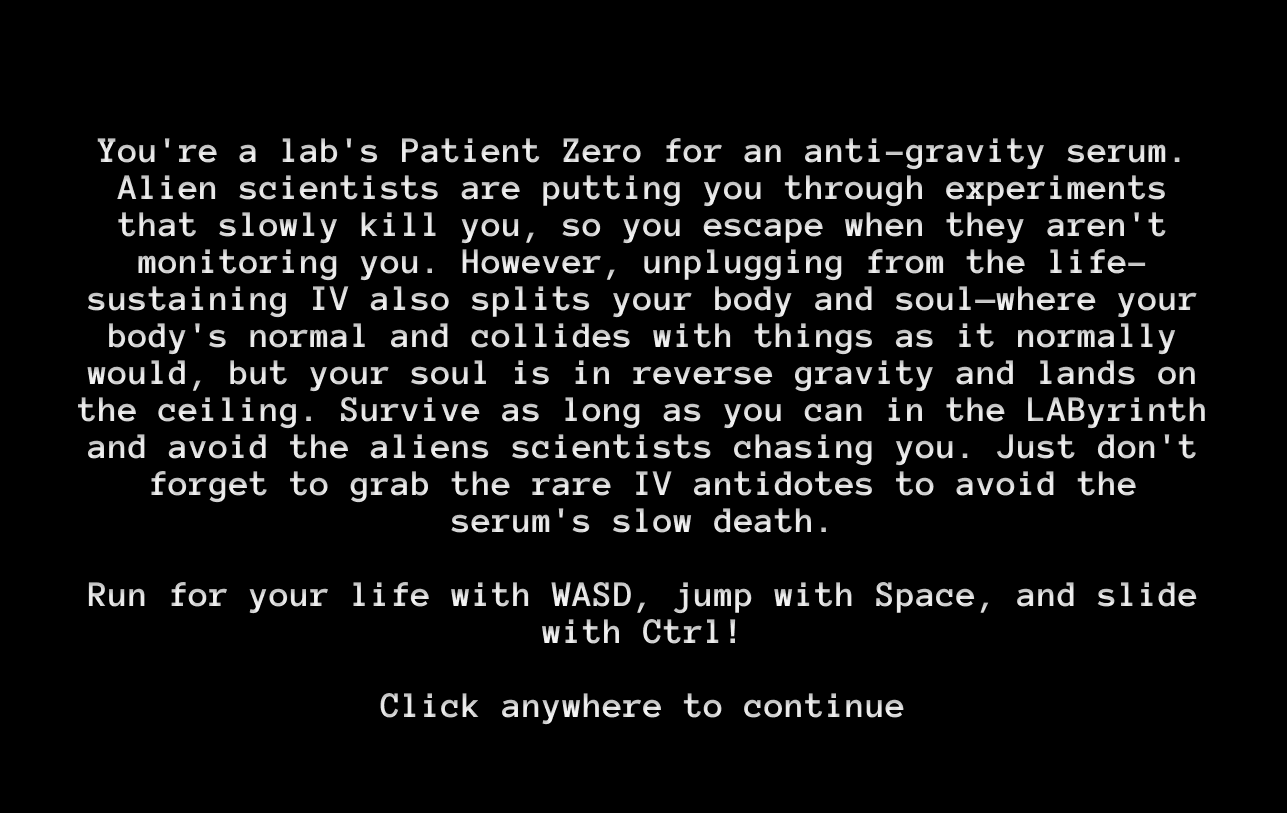 You're a lab's Patient Zero for an anti-gravity serum.
Alien scientists are putting you through experiments
that slowly kill you, so you escape when they aren't
monitoring you. However, unplugging from the life-
sustaining IV also splits your body and soul—where your
body's normal and collides with things as it normally
would, but your soul is in reverse gravity and lands on
the ceiling. Survive as long as you can in the LAByrinth
and avoid the aliens scientists chasing you. Just don't
forget to grab the rare IV antidotes to avoid the
serum's slow death.
Run for your life with WASD, jump with Space, and slide
with Ctrl!
Click anywhere to continue